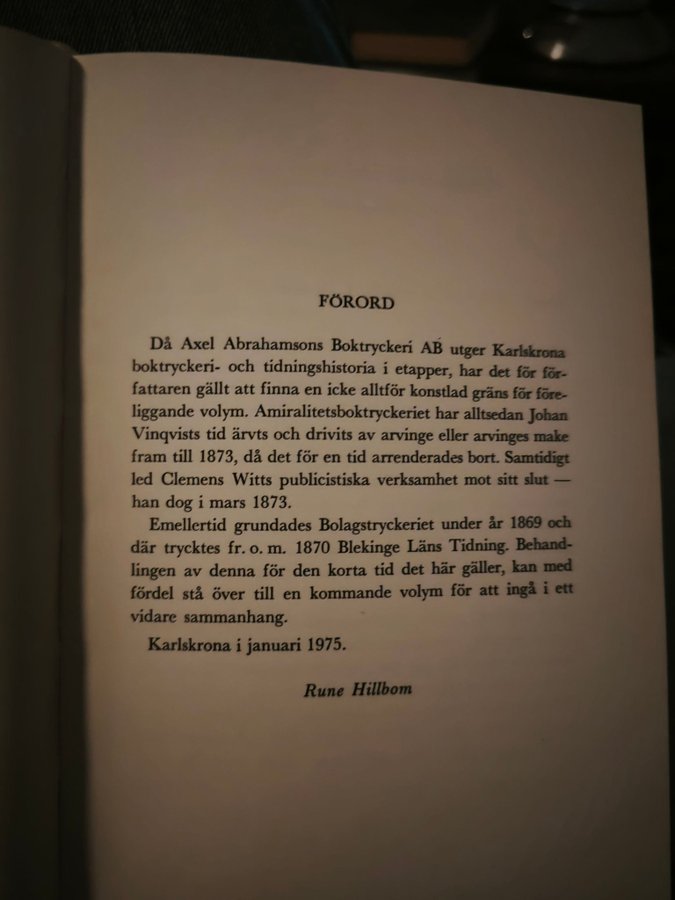 FÖRORD
Då Axel Abrahamsons Boktryckeri AB utger Karlskrona
boktryckeri- och tidningshistoria i etapper, har det för för-
fattaren gällt att finna en icke alltför konstlad gräns för före-
liggande volym. Amiralitetsboktryckeriet har alltsedan Johan
Vinqvists tid ärvts och drivits av arvinge eller arvinges make
fram till 1873, då det för en tid arrenderades bort. Samtidigt
led Clemens Witts publicistiska verksamhet mot sitt slut —
han dog i mars 1873.
Emellertid grundades Bolagstryckeriet under år 1869 och
där trycktes fr. o. m. 1870 Blekinge Läns Tidning. Behand-
lingen av denna för den korta tid det här gäller, kan med
fördel stå över till en kommande volym för att ingå i ett
vidare sammanhang.
Karlskrona i januari 1975.
Rune Hillbom